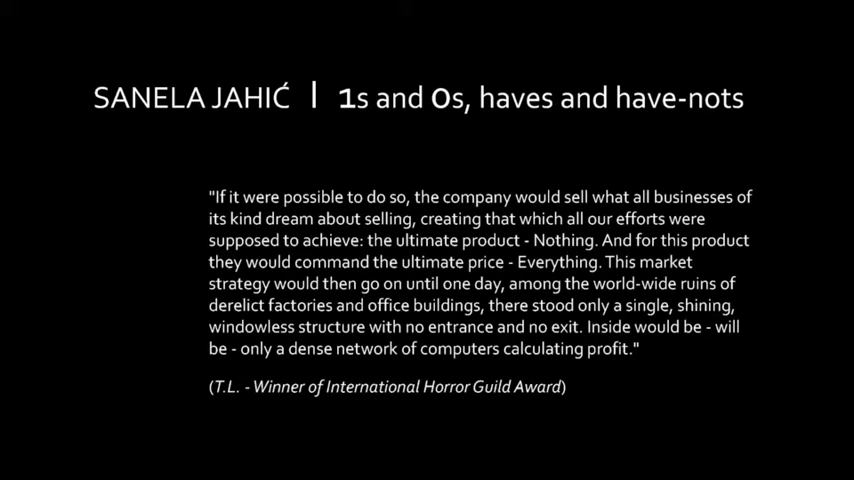 SANELA JAHIĆ | 1s and 0s, haves and have-nots
"If it were possible to do so, the company would sell what all businesses of
its kind dream about selling, creating that which all our efforts were
supposed to achieve: the ultimate product - Nothing. And for this product
they would command the ultimate price - Everything. This market
strategy would then go on until one day, among the world-wide ruins of
derelict factories and office buildings, there stood only a single, shining,
windowless structure with no entrance and no exit. Inside would be - will
be - only a dense network of computers calculating profit."
(T.L. - Winner of International Horror Guild Award)